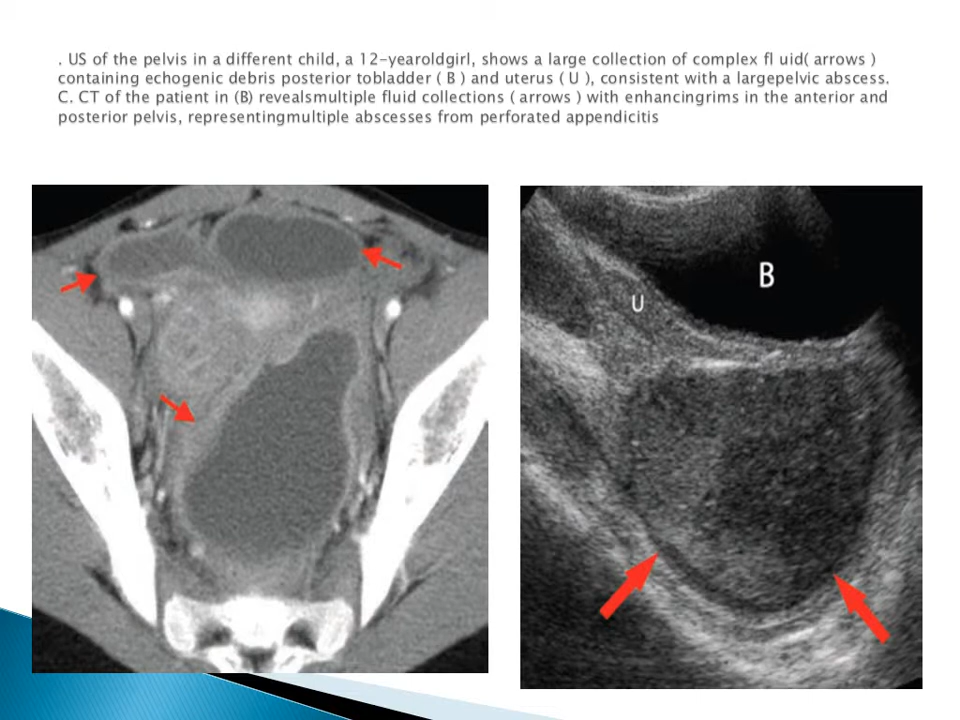 . US of the pelvis in a different child, a 12-yearoldgirl, shows a large collection of complex fl uid( arrows )
containing echogenic debris posterior tobladder ( B ) and uterus ( U ), consistent with a largepelvic abscess.
C. CT of the patient in (B) revealsmultiple fluid collections ( arrows ) with enhancingrims in the anterior and
posterior pelvis, representingmultiple abscesses from perforated appendicitis
B
U